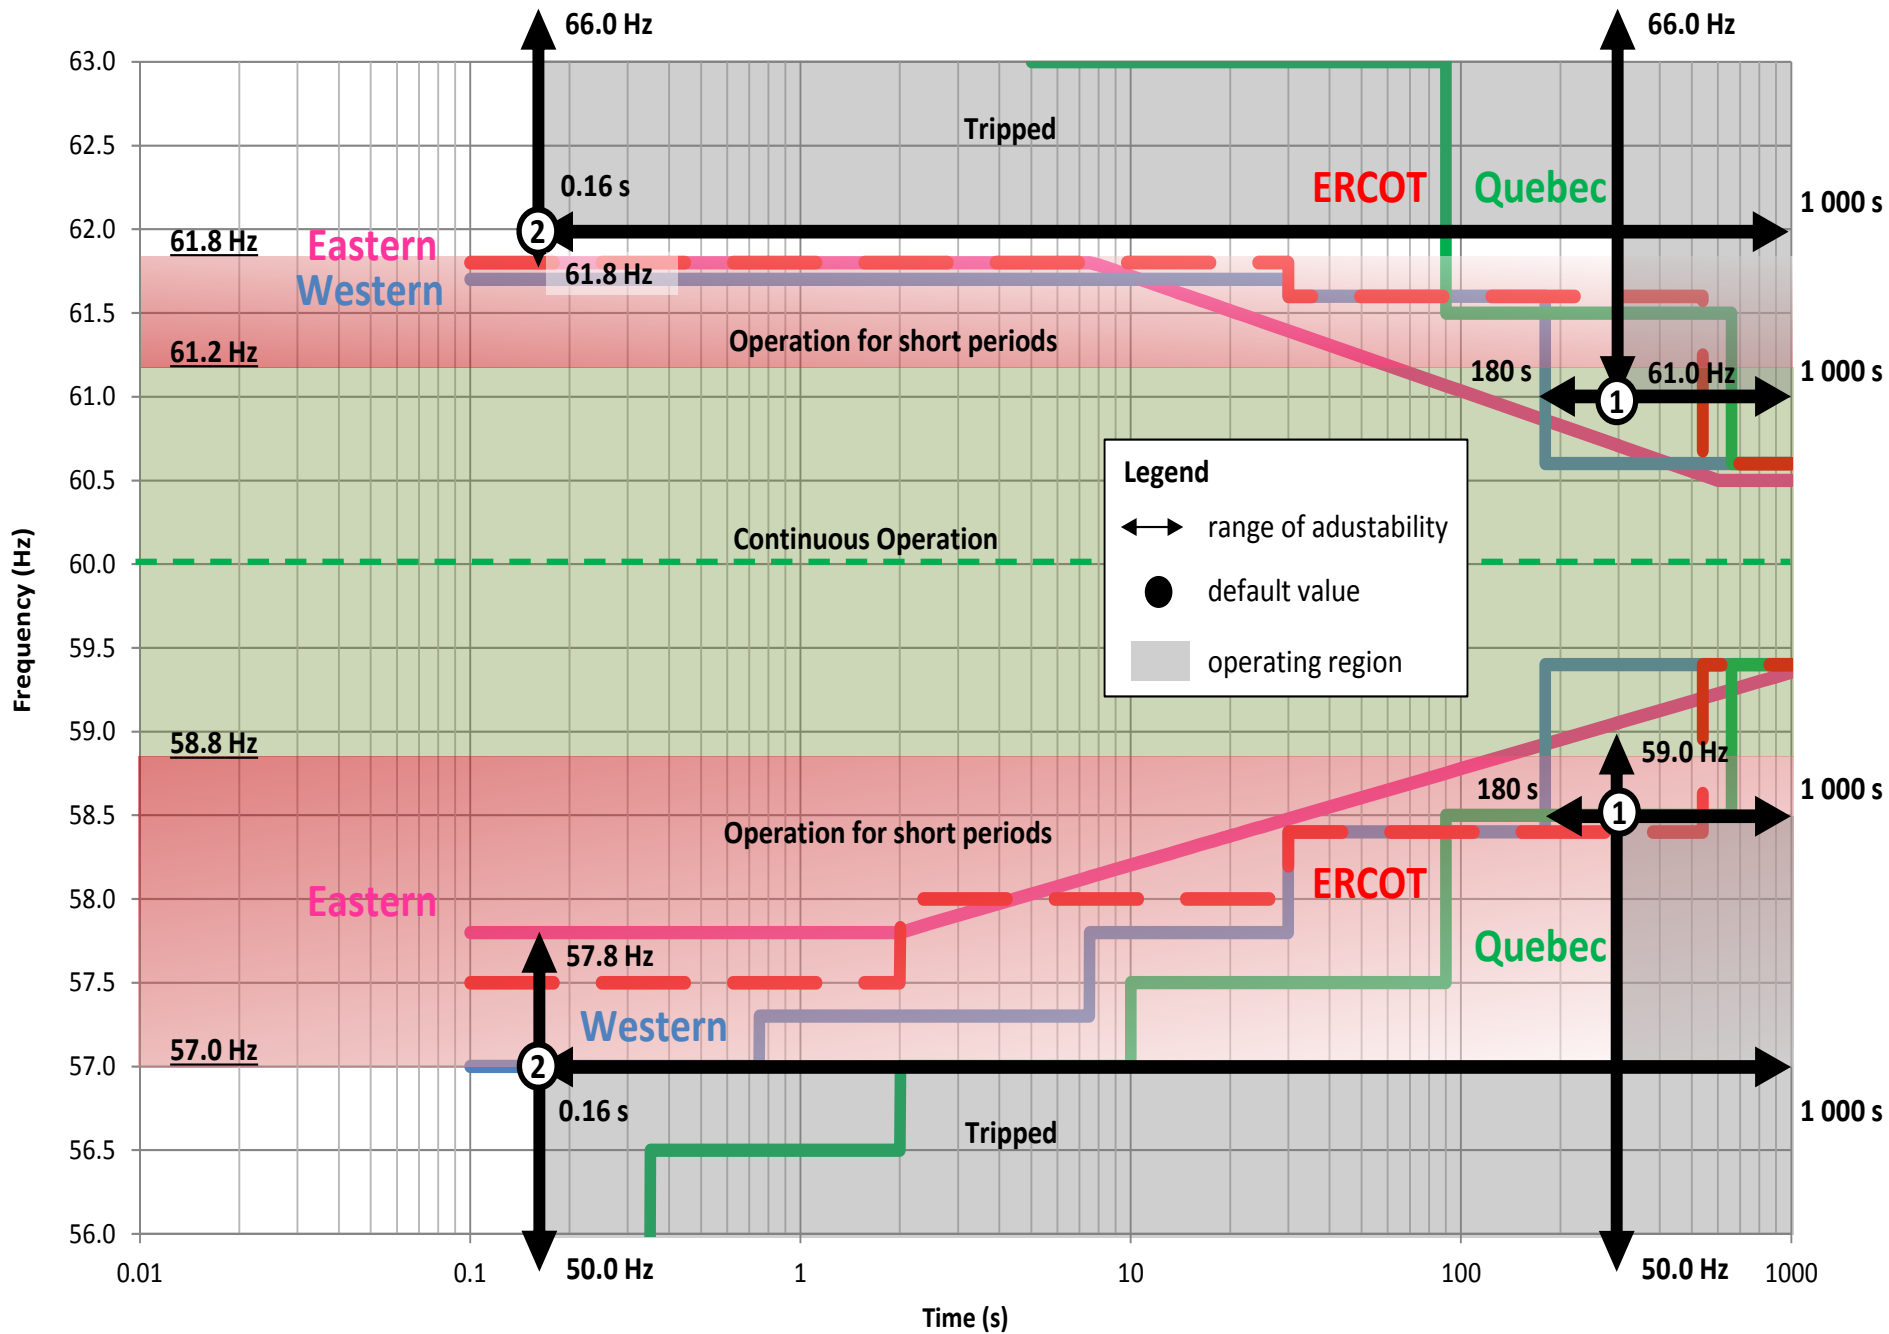 66.0 Hz
66.0 Hz
63.0
Tripped
62.5
0.16 s
ERCOT
Quebec
1 000 s
62.0
2
61.8 Hz
Eastern
Western
61.8 Hz
61.5
Operation for short periods
61.2 Hz
180 s
61.0 Hz
1 000 s
61.0
1
Legend
range of adustability
default value
operating region
60.5
Continuous Operation
60.0
Frequency (Hz)
59.5
59.0
58.8 Hz
59.0 Hz
180 s
1 000 s
58.5
1
Operation for short periods
ERCOT
58.0
Eastern
57.8 Hz
Quebec
57.5
Western
57.0 Hz
57.0
2
0.16 s
1 000 s
Tripped
56.5
56.0
50.0 Hz
50.0 Hz
0.01
0.1
1
10
100
1000
Time (s)